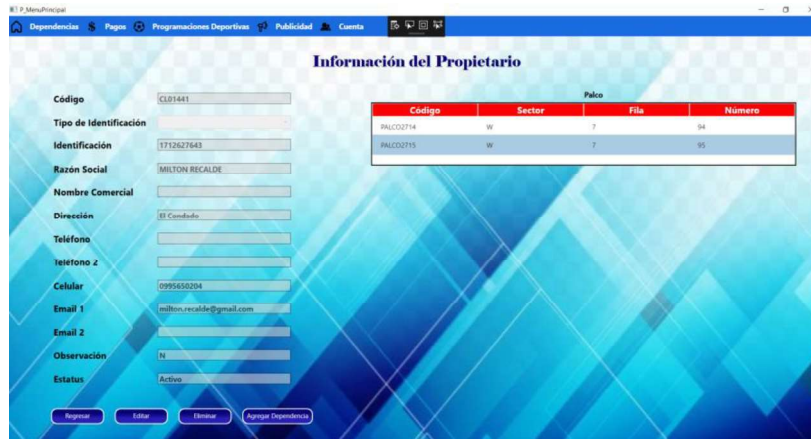 P_MenuPrincipal
Dependencias Pagos Programaciones Deportivas Publicidad Cuenta
Información del Propietario
Código CL01441
Tipo de Identificación
Identificación 1712627643
Razón Social MILTON RECALDE
Nombre Comercial
Dirección El Condado
Teléfono
Teléfono 2
Celular 0995650204
Email 1 milton.recalde@gmail.com
Email 2
Observación N
Estatus Activo
Regresar Editar Eliminar Agregar Dependencia
Palco
Código Sector Fila Número
PALCO2714 W 7 94
PALCO2715 W 7 95